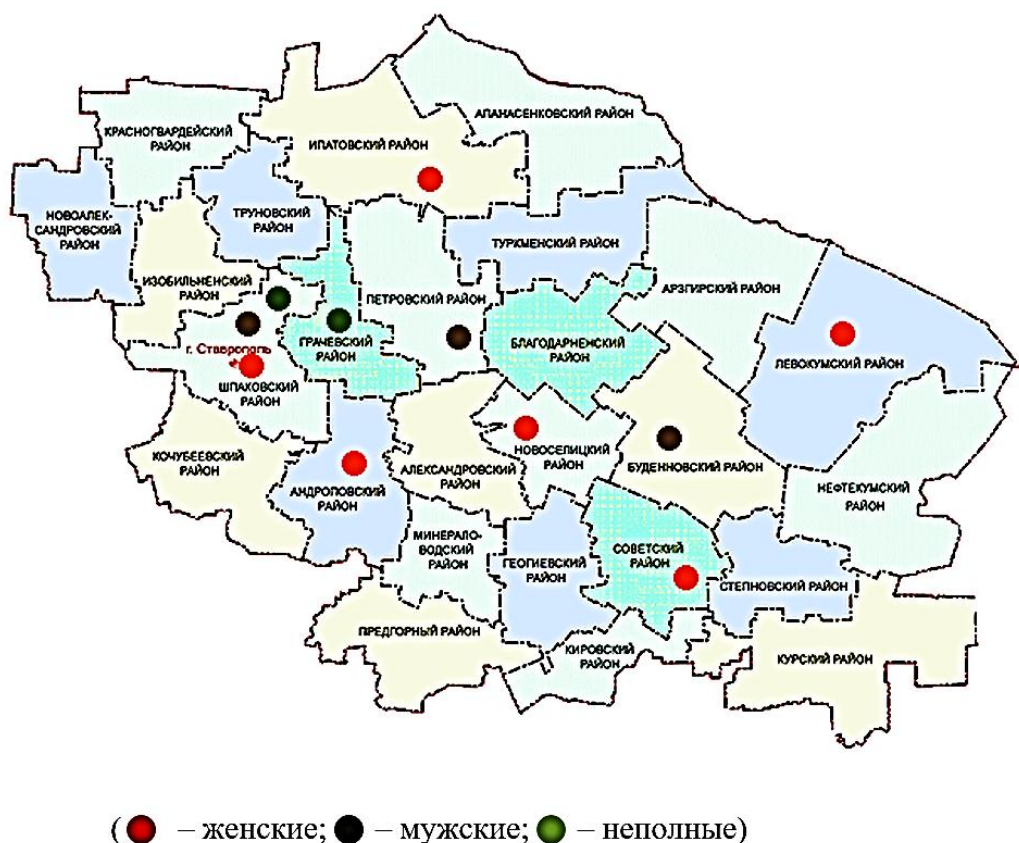 АПАНАСЕНКОВСКИЙ РАЙОН
КРАСНОГВАРДЕЙСКИЙ
РАЙОН
ИПАТОВСКИЙ РАЙОН
НОВОАЛЕК-
САНДРОВСКИЙ
РАЙОН
ТРУНОВСКИЙ
РАЙОН
ТУРКМЕНСКИЙ РАЙОН
ИЗОБИЛЬНЕНСКИЙ
РАЙОН
ПЕТРОВСКИЙ РАЙОН
АРЗГИРСКИЙ РАЙОН
ГРАЧЕВСКИЙ
РАЙОН
БЛАГОДАРНЕНСКИЙ
РАЙОН
ЛЕВОКУМСКИЙ РАЙОН
г. Ставрополь
ШПАКОВСКИЙ
РАЙОН
КОЧУБЕЕВСКИЙ
РАЙОН
АНДРОПОВСКИЙ
РАЙОН
АЛЕКСАНДРОВСКИЙ
РАЙОН
НОВОСЕЛИЦКИЙ
РАЙОН
БУДЕННОВСКИЙ РАЙОН
НЕФТЕКУМСКИЙ
РАЙОН
МИНЕРАЛО-
ВОДСКИЙ
РАЙОН
ГЕОГИЕВСКИЙ
РАЙОН
СОВЕТСКИЙ
РАЙОН
СТЕПНОВСКИЙ РАЙОН
ПРЕДГОРНЫЙ РАЙОН
КИРОВСКИЙ
РАЙОН
КУРСКИЙ РАЙОН
( – женские; – мужские; – неполные)